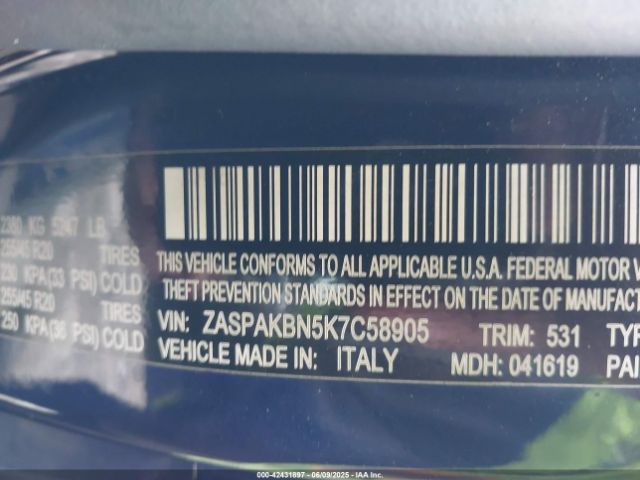 2380 KG 5247 LB
255/45 R20 TIRES
230 KPA(33 PSI) COLD
255/45 R20 TIRES
250 KPA(36 PSI) COLD
THIS VEHICLE CONFORMS TO ALL APPLICABLE U.S.A. FEDERAL MOTOR V
THEFT PREVENTION STANDARDS IN EFFECT ON THE DATE OF MANUFACT
VIN: ZASPAKBN5K7C58905 TRIM: 531 TYP
VEHICLE MADE IN: ITALY MDH: 041619 PAI
000-42431897 - 06/09/2025 - IAA Inc.